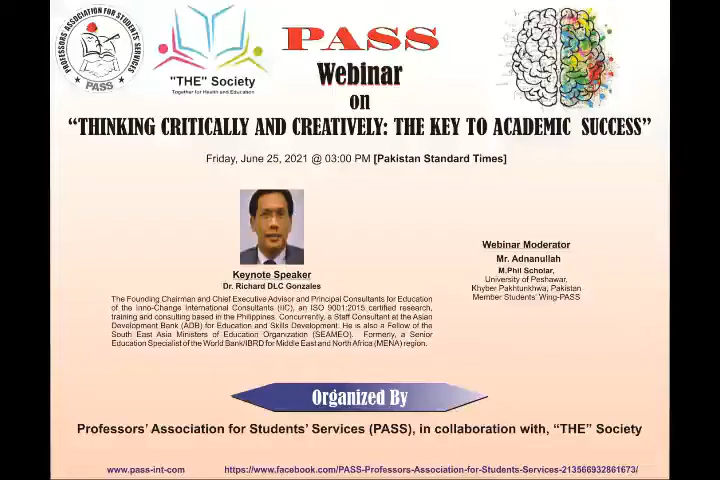 PROFESSORS' ASSOCIATION FOR STUDENTS' SERVICES
PASS
"THE" Society
Together for Health and Education
PASS
Webinar
on
“THINKING CRITICALLY AND CREATIVELY: THE KEY TO ACADEMIC SUCCESS”
Friday, June 25, 2021 @ 03:00 PM [Pakistan Standard Times]
Keynote Speaker
Dr. Richard DLC Gonzales
The Founding Chairman and Chief Executive Advisor and Principal Consultants for Education
of the Inno-Change International Consultants (IIC), an ISO 9001:2015 certified research,
training and consulting based in the Philippines. Concurrently, a Staff Consultant at the Asian
Development Bank (ADB) for Education and Skills Development. He is also a Fellow of the
South East Asia Ministers of Education Organization (SEAMEO). Formerly, a Senior
Education Specialist of the World Bank/IBRD for Middle East and North Africa (MENA) region.
Webinar Moderator
Mr. Adnanullah
M.Phil Scholar,
University of Peshawar,
Khyber Pakhtunkhwa, Pakistan
Member Students' Wing-PASS
Organized By
Professors' Association for Students' Services (PASS), in collaboration with, “THE” Society
www.pass-int-com
https://www.facebook.com/PASS-Professors-Association-for-Students-Services-213566932861673/